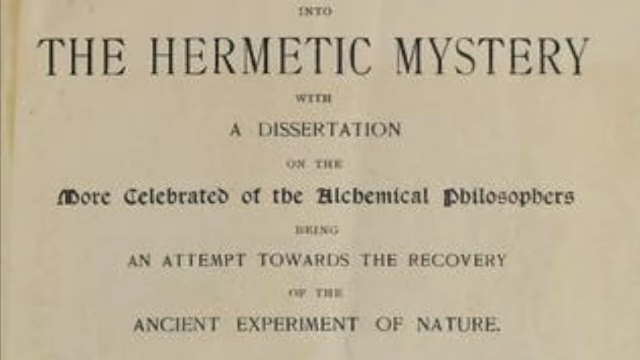 INTO
THE HERMETIC MYSTERY
WITH
A DISSERTATION
ON THE
More Celebrated of the Alchemical Philosophers
BEING
AN ATTEMPT TOWARDS THE RECOVERY
OF THE
ANCIENT EXPERIMENT OF NATURE.